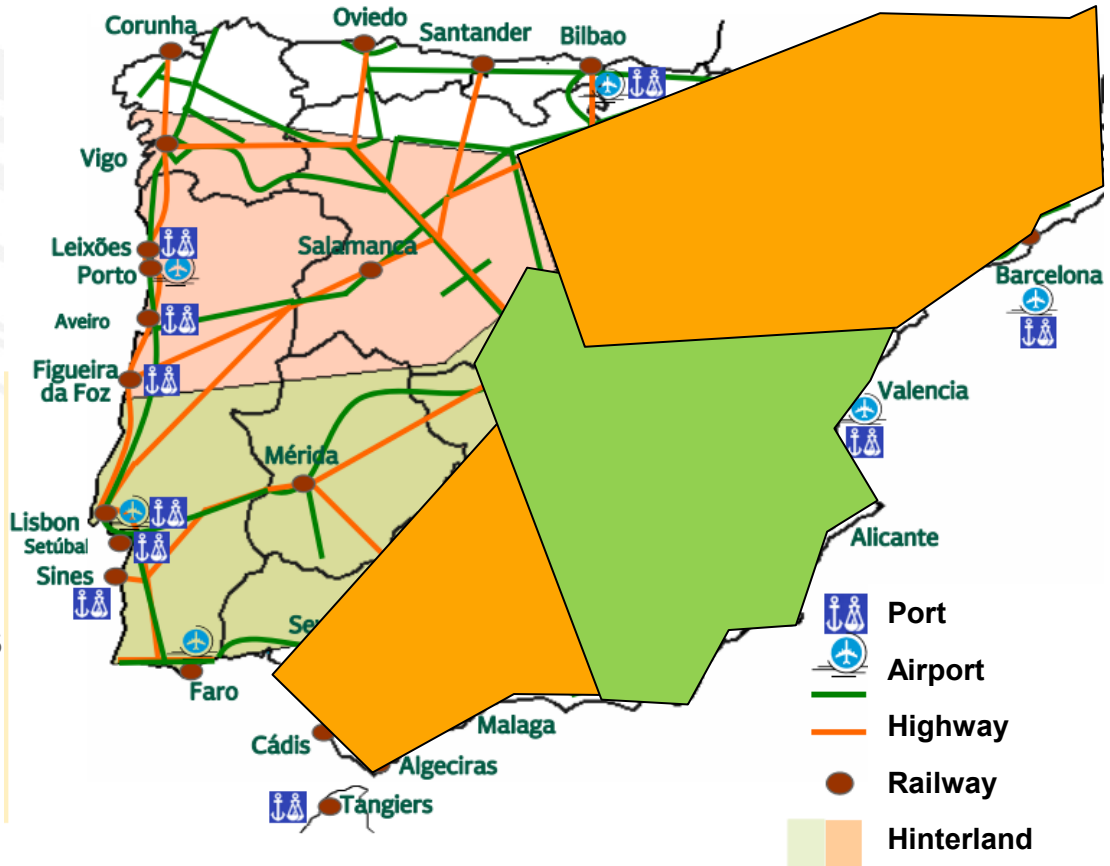 Corunha
Oviedo
Santander
Bilbao
Vigo
Leixões
Porto
Salamanca
Aveiro
Figueira
da Foz
Barcelona
Valencia
Mérida
Lisbon
Setúbal
Sines
Alicante
Faro
Cádis
Malaga
Algeciras
Tangiers
Port
Airport
Highway
Railway
Hinterland